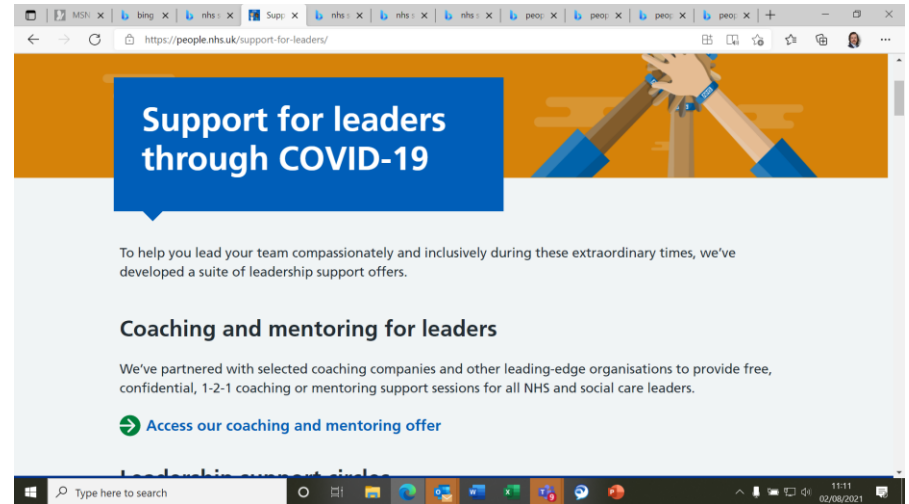 MSN
bing
nhs s
Supp
nhs s
nhs s
nhs s
peop
peop
peop
peop
https://people.nhs.uk/support-for-leaders/
Support for leaders
through COVID-19
To help you lead your team compassionately and inclusively during these extraordinary times, we've
developed a suite of leadership support offers.
Coaching and mentoring for leaders
We've partnered with selected coaching companies and other leading-edge organisations to provide free,
confidential, 1-2-1 coaching or mentoring support sessions for all NHS and social care leaders.
Access our coaching and mentoring offer
Leadership support circles
Type here to search
11:11
02/08/2021